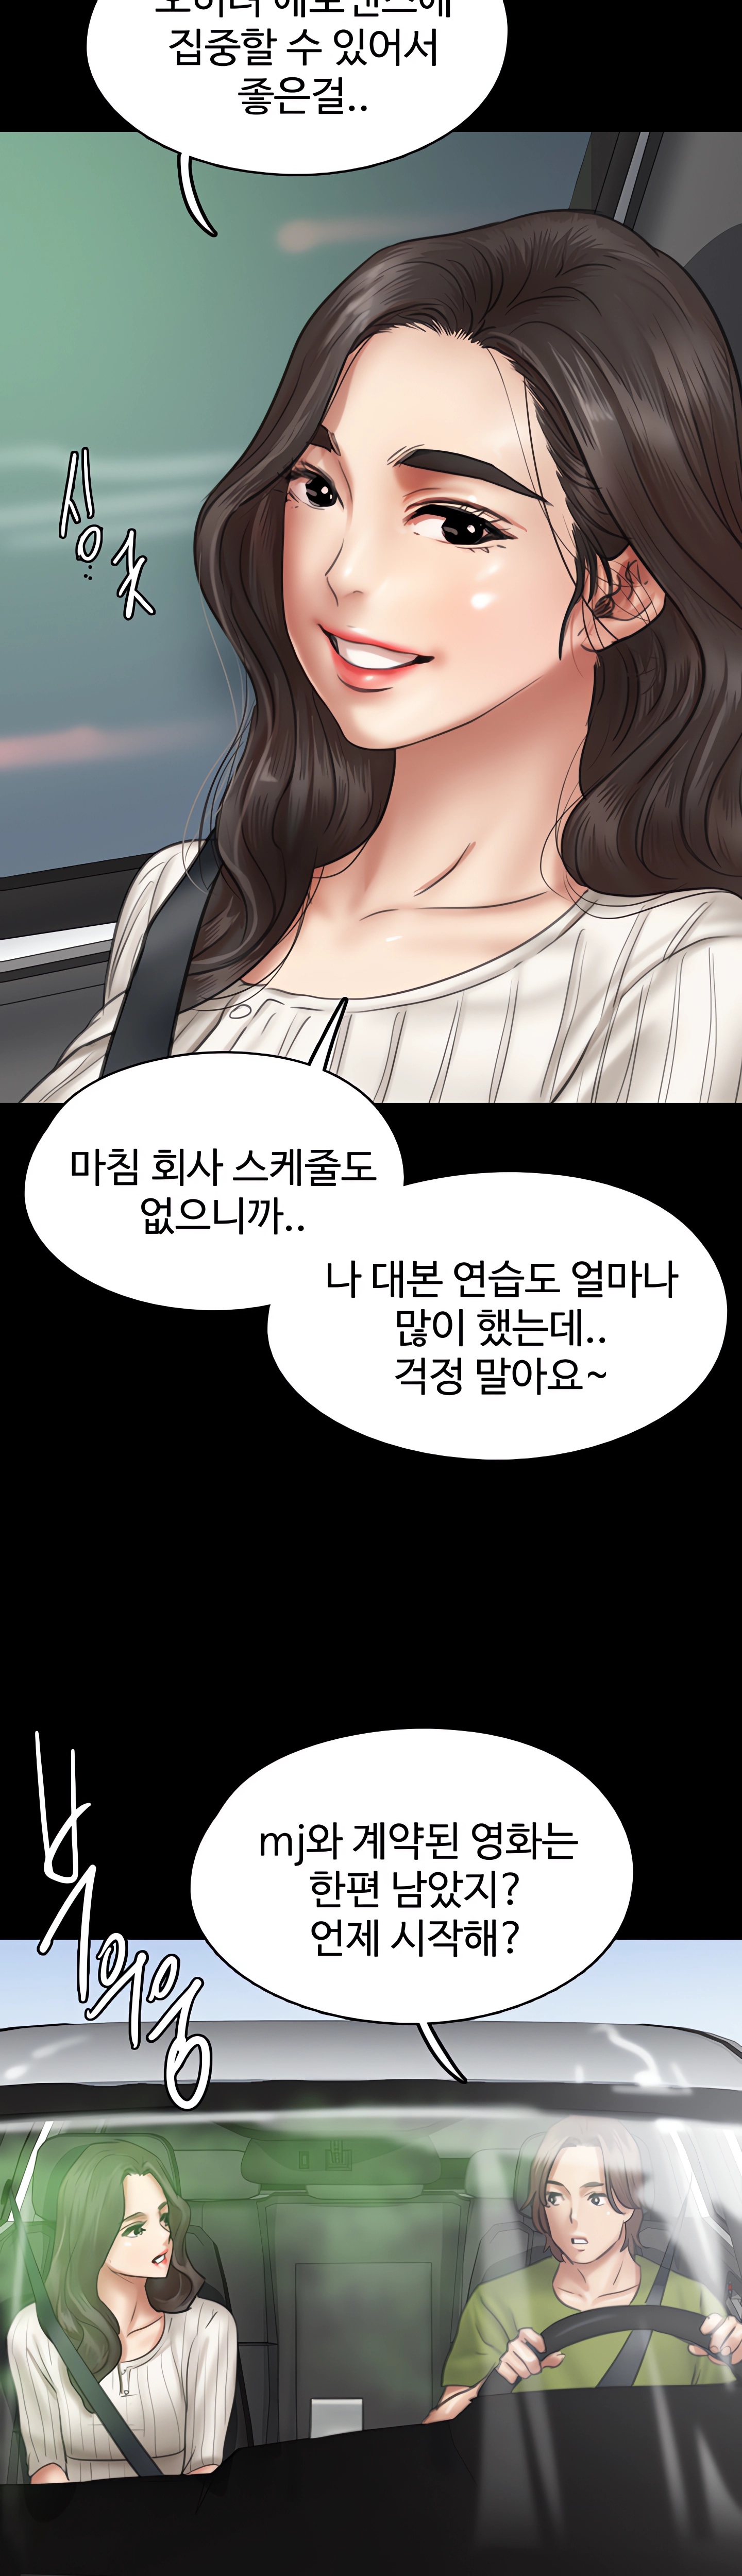 집중할 수 있어서
좋은걸..
싱긋..
마침 회사 스케줄도
없으니까..
나 대본 연습도 얼마나
많이 했는데..
걱정 말아요~
부아아앙
mj와 계약된 영화는
한편 남았지?
언제 시작해?